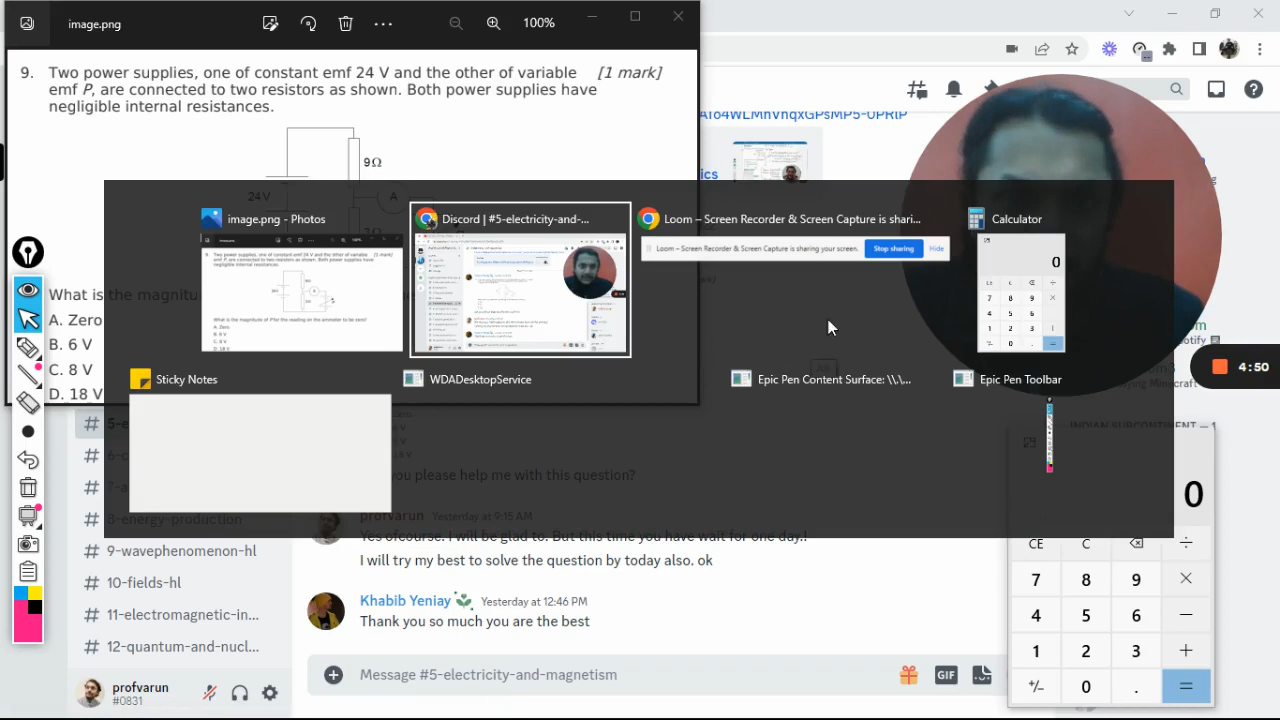 image.png
100%
9. Two power supplies, one of constant emf 24 V and the other of variable [1 mark]
emf P, are connected to two resistors as shown. Both power supplies have
negligible internal resistances.
9Ω
24V
A
image.png - Photos
Discord | #5-electricity-and-...
Loom – Screen Recorder & Screen Capture is shari...
Calculator
Loom – Screen Recorder & Screen Capture is sharing your screen.
Stop sharing
Hide
0
What is the magnitu
A. Zero
B. 6 V
C. 8 V
D. 18 V
Sticky Notes
WDADesktopService
Epic Pen Content Surface: \\.\...
Epic Pen Toolbar
4:50
INDIAN SUBCONTINENT — 1
you please help me with this question?
profvarun Yesterday at 9:15 AM
Yes ofcourse. I will be glad to. But this time you have wait for one day.!
I will try my best to solve the question by today also. ok
Khabib Yeniay Yesterday at 12:46 PM
Thank you so much you are the best
# 8-energy-production
# 9-wavephenomenon-hl
# 10-fields-hl
# 11-electromagnetic-in...
# 12-quantum-and-nucl...
profvarun
#0831
Message #5-electricity-and-magnetism
GIF
0
CE C ÷
7 8 9 ×
4 5 6 −
1 2 3 +
+/− 0 . =